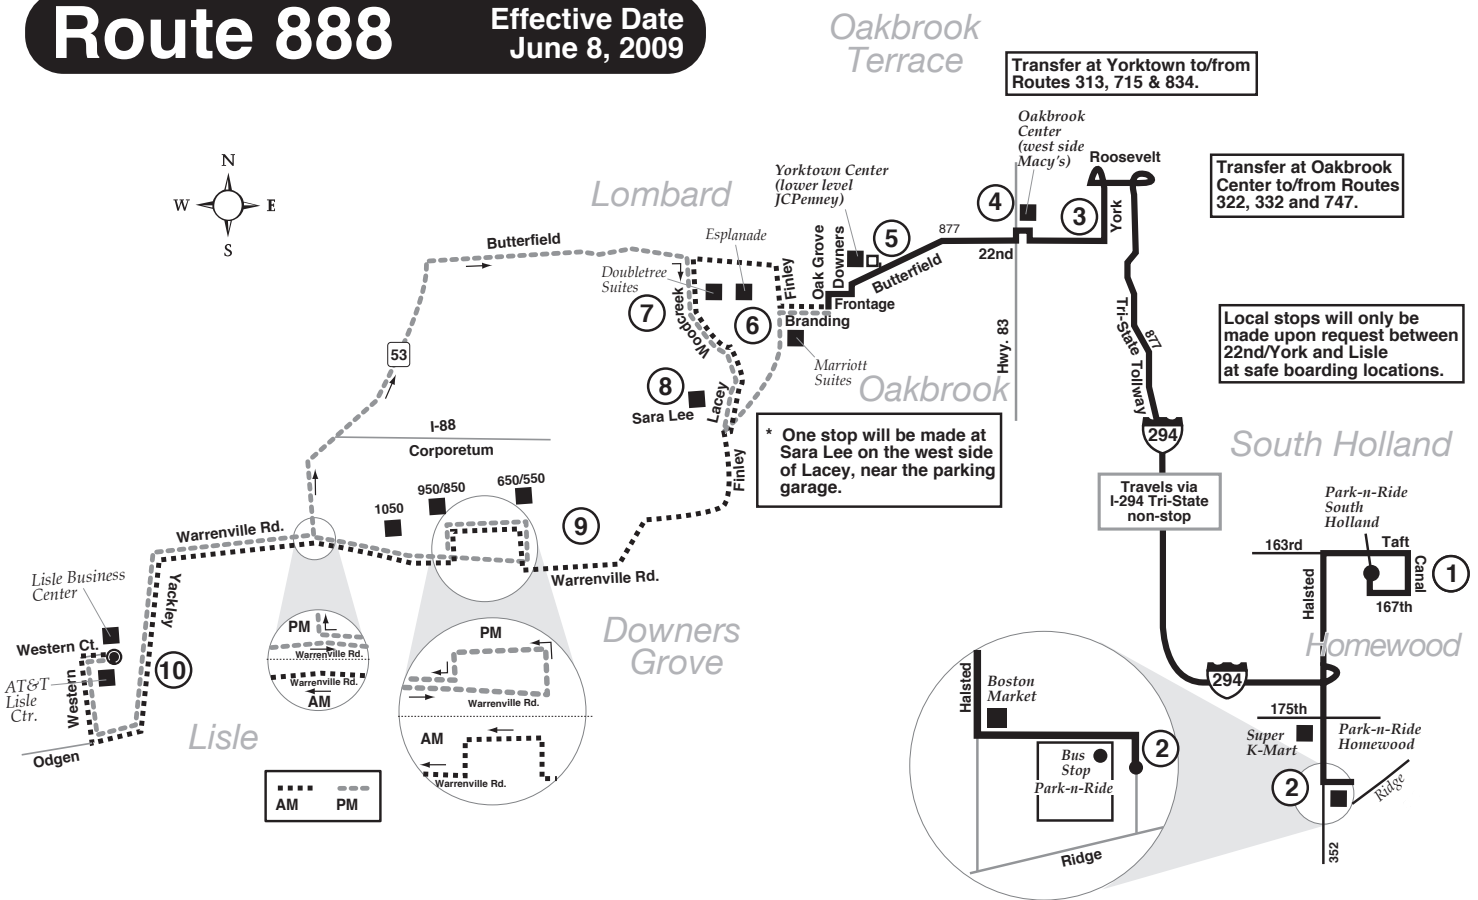 Route 888
Effective Date
June 8, 2009
Oakbrook
Terrace
Transfer at Yorktown to/from
Routes 313, 715 & 834.
Oakbrook
Center
(west side
Macy's)
Roosevelt
Transfer at Oakbrook
Center to/from Routes
322, 332 and 747.
N
W
E
S
Lombard
Yorktown Center
(lower level
JCPenney)
4
3
York
5
877
22nd
Butterfield
Esplanade
Doubletree
Suites
Woodcreek
7
6
Finley
Oak Grove
Downers
Butterfield
Frontage
Branding
Marriott
Suites
Hwy. 83
Tri-State Tollway
877
Local stops will only be
made upon request between
22nd/York and Lisle
at safe boarding locations.
53
8
Sara Lee
Lacey
Oakbrook
294
South Holland
I-88
Corporetum
Finley
* One stop will be made at
Sara Lee on the west side
of Lacey, near the parking
garage.
Travels via
I-294 Tri-State
non-stop
Park-n-Ride
South
Holland
163rd
Taft
Canal
1
Halsted
167th
1050
950/850
650/550
9
Warrenville Rd.
Warrenville Rd.
Yackley
Lisle Business
Center
Western Ct.
AT&T
Lisle
Ctr.
Western
10
Odgen
Lisle
PM
Warrenville Rd.
Warrenville Rd.
AM
PM
Warrenville Rd.
AM
Warrenville Rd.
Downers
Grove
AM
PM
Homewood
294
175th
Super
K-Mart
Park-n-Ride
Homewood
2
Ridge
352
Halsted
Boston
Market
Bus
Stop
Park-n-Ride
2
Ridge